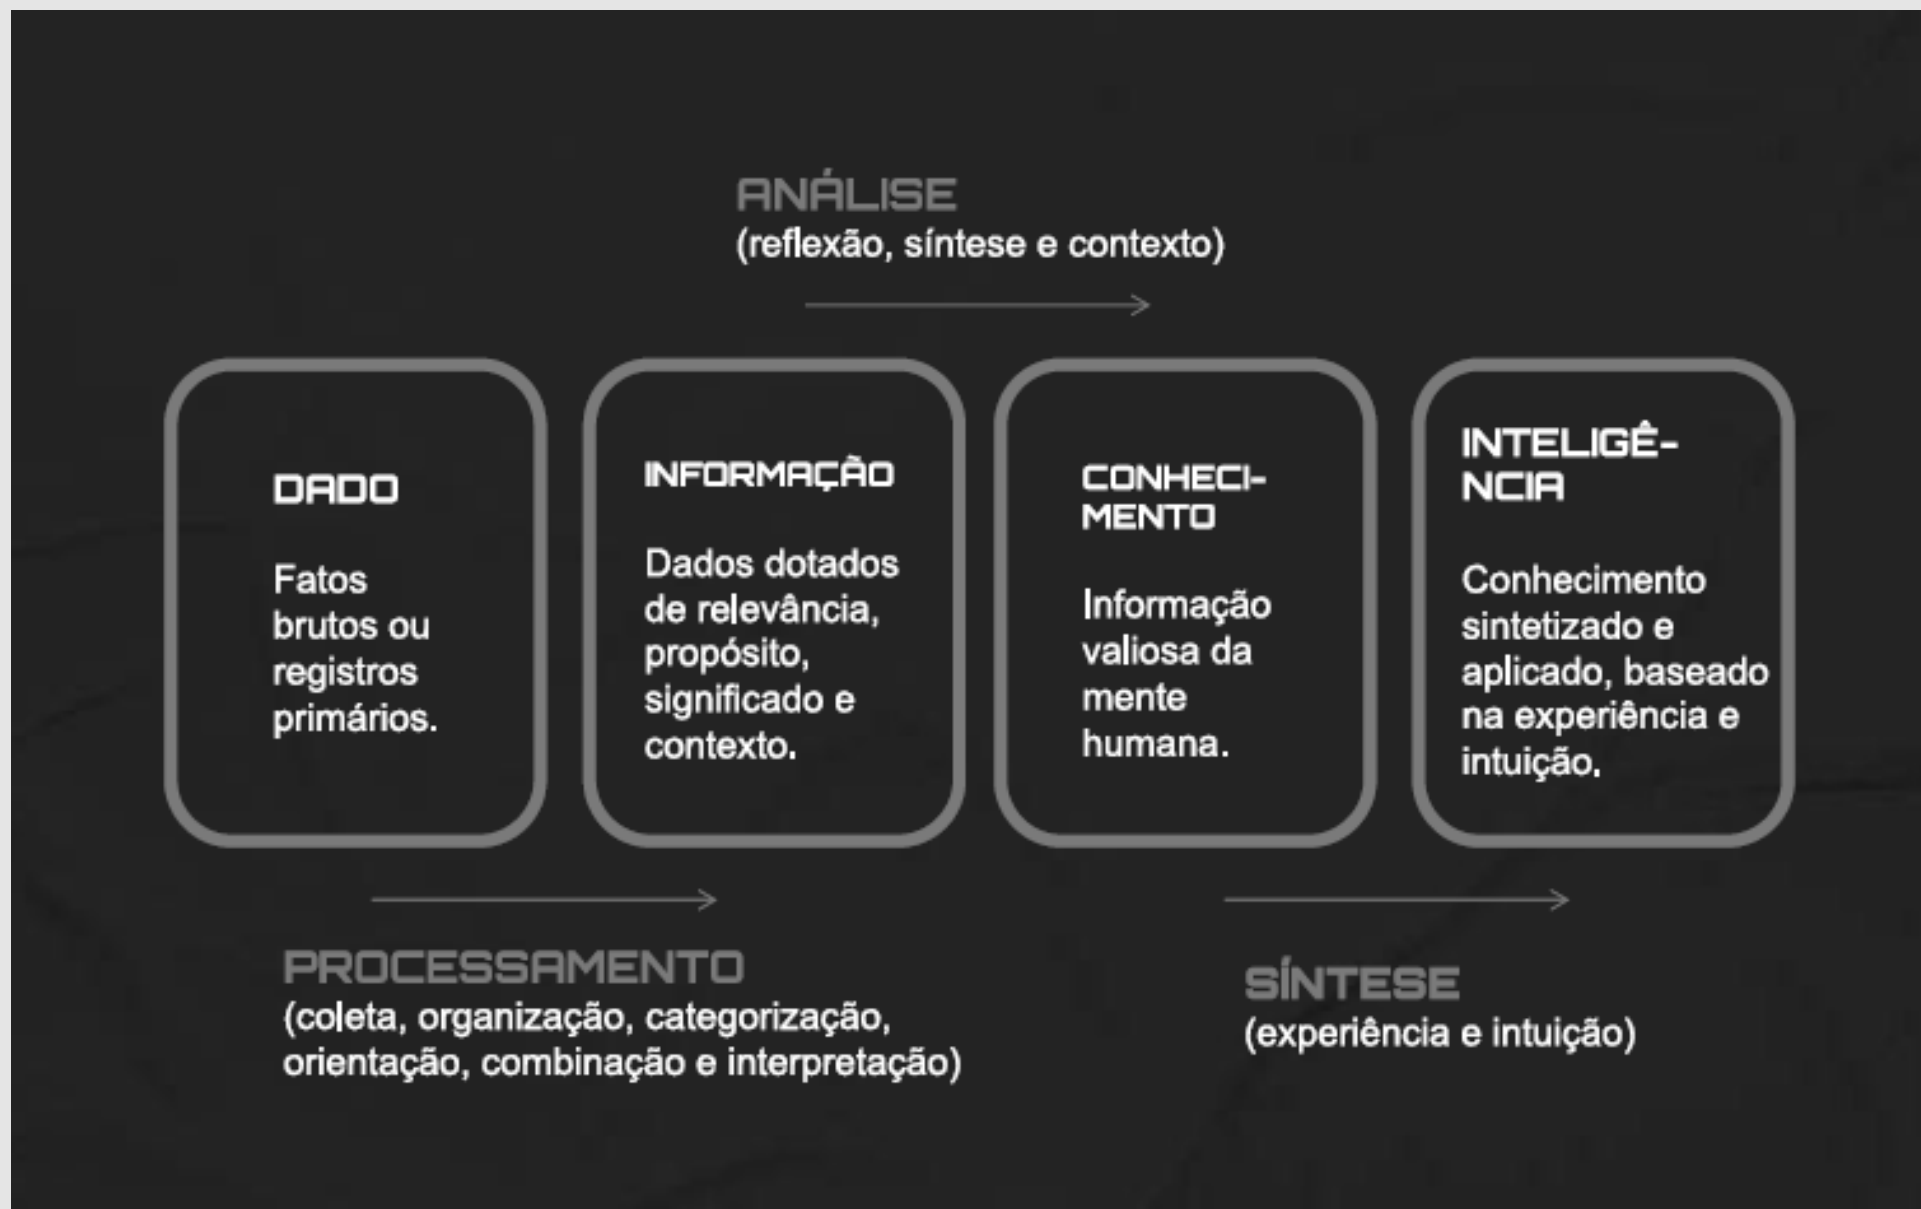 ANÁLISE
(reflexão, síntese e contexto)
DADO
Fatos
brutos ou
registros
primários.
INFORMAÇÃO
Dados dotados
de relevância,
propósito,
significado e
contexto.
CONHECI-
MENTO
Informação
valiosa da
mente
humana.
INTELIGÊ-
NCIA
Conhecimento
sintetizado e
aplicado, baseado
na experiência e
intuição.
PROCESSAMENTO
(coleta, organização, categorização,
orientação, combinação e interpretação)
SÍNTESE
(experiência e intuição)